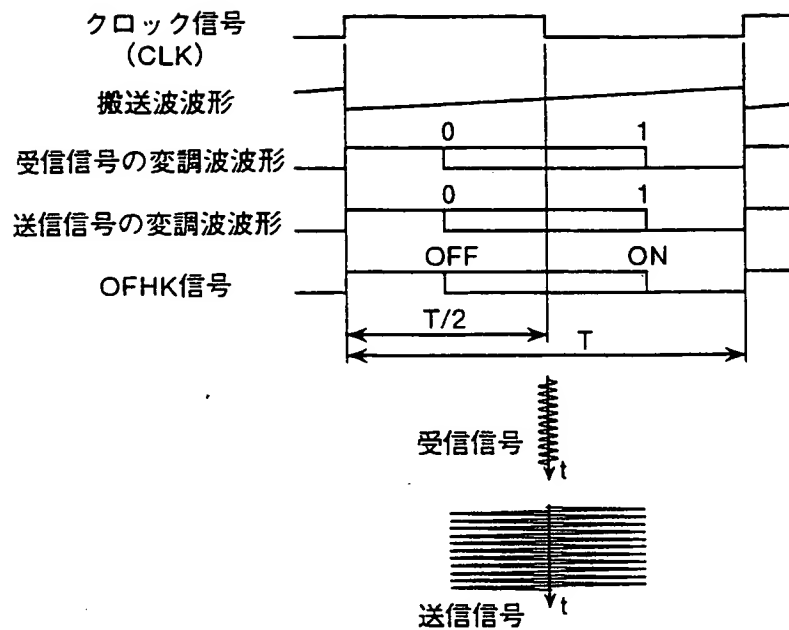 クロック信号
(CLK)
搬送波波形
0 1
受信信号の変調波波形
0 1
送信信号の変調波波形
OFF ON
OFHK信号
T/2
T
受信信号
t
送信信号
t